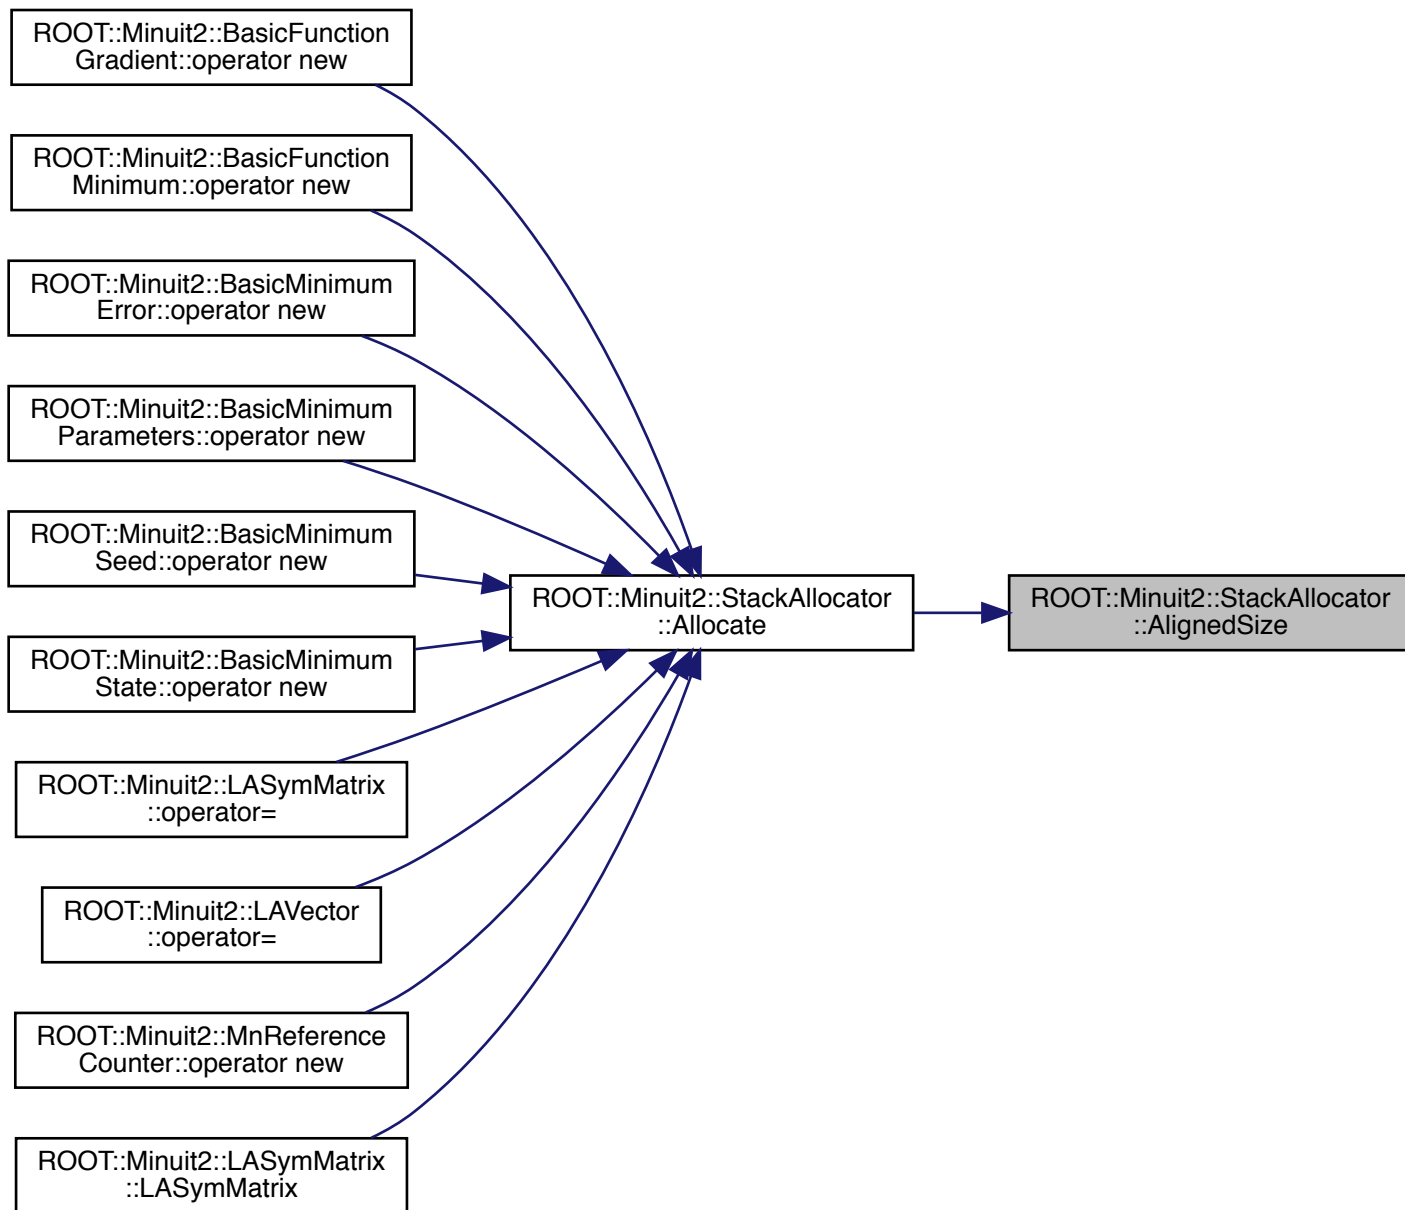 ROOT::Minuit2::BasicFunction
Gradient::operator new
ROOT::Minuit2::BasicFunction
Minimum::operator new
ROOT::Minuit2::BasicMinimum
Error::operator new
ROOT::Minuit2::BasicMinimum
Parameters::operator new
ROOT::Minuit2::BasicMinimum
Seed::operator new
ROOT::Minuit2::BasicMinimum
State::operator new
ROOT::Minuit2::LASymMatrix
::operator=
ROOT::Minuit2::LAVector
::operator=
ROOT::Minuit2::MnReference
Counter::operator new
ROOT::Minuit2::LASymMatrix
::LASymMatrix
ROOT::Minuit2::StackAllocator
::Allocate
ROOT::Minuit2::StackAllocator
::AlignedSize